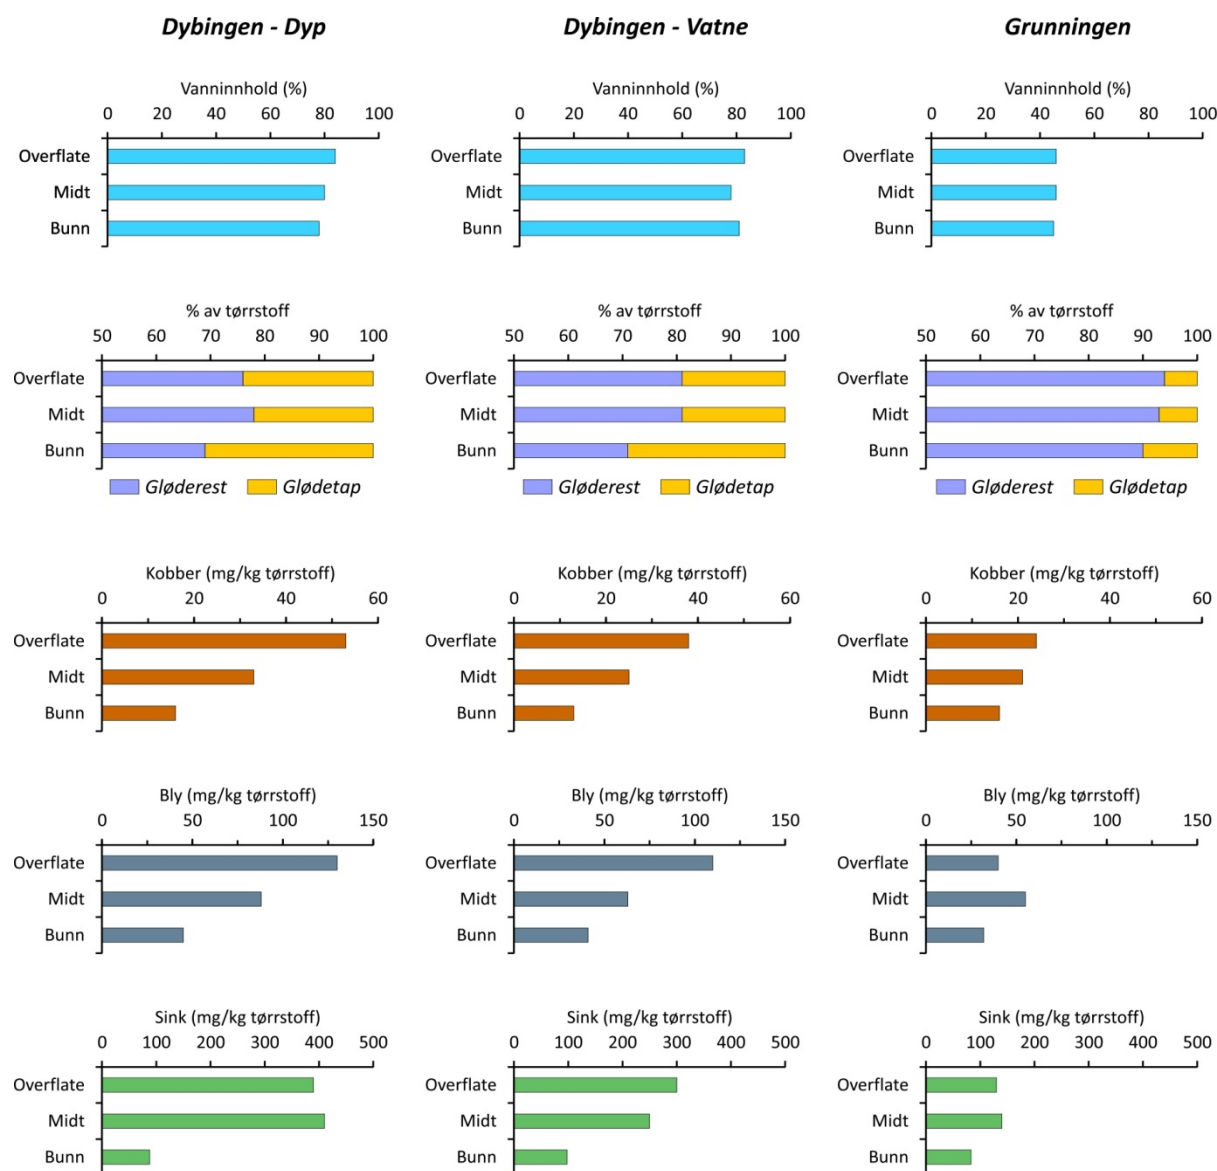 Dybingen - Dyp Dybingen - Vatne Grunningen
Vanninnhold (%) Vanninnhold (%) Vanninnhold (%)
0 20 40 60 80 100 0 20 40 60 80 100 0 20 40 60 80 100
Overflate Overflate Overflate
Midt Midt Midt
Bunn Bunn Bunn
% av tørrstoff % av tørrstoff % av tørrstoff
50 60 70 80 90 100 50 60 70 80 90 100 50 60 70 80 90 100
Overflate Overflate Overflate
Midt Midt Midt
Bunn Bunn Bunn
Gløderest Glødetap Gløderest Glødetap Gløderest Glødetap
Kobber (mg/kg tørrstoff) Kobber (mg/kg tørrstoff) Kobber (mg/kg tørrstoff)
0 20 40 60 0 20 40 60 0 20 40 60
Overflate Overflate Overflate
Midt Midt Midt
Bunn Bunn Bunn
Bly (mg/kg tørrstoff) Bly (mg/kg tørrstoff) Bly (mg/kg tørrstoff)
0 50 100 150 0 50 100 150 0 50 100 150
Overflate Overflate Overflate
Midt Midt Midt
Bunn Bunn Bunn
Sink (mg/kg tørrstoff) Sink (mg/kg tørrstoff) Sink (mg/kg tørrstoff)
0 100 200 300 400 500 0 100 200 300 400 500 0 100 200 300 400 500
Overflate Overflate Overflate
Midt Midt Midt
Bunn Bunn Bunn